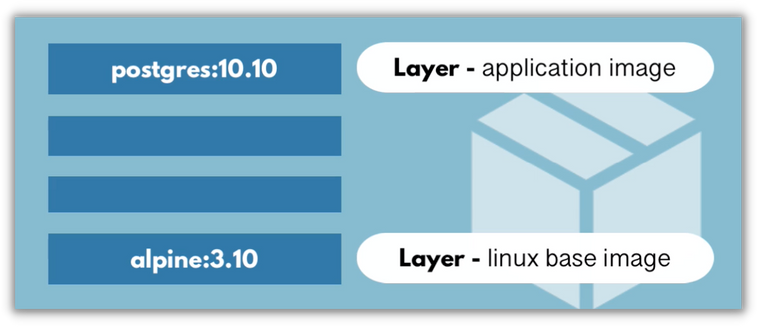 postgres:10.10
Layer - application image
alpine:3.10
Layer - linux base image